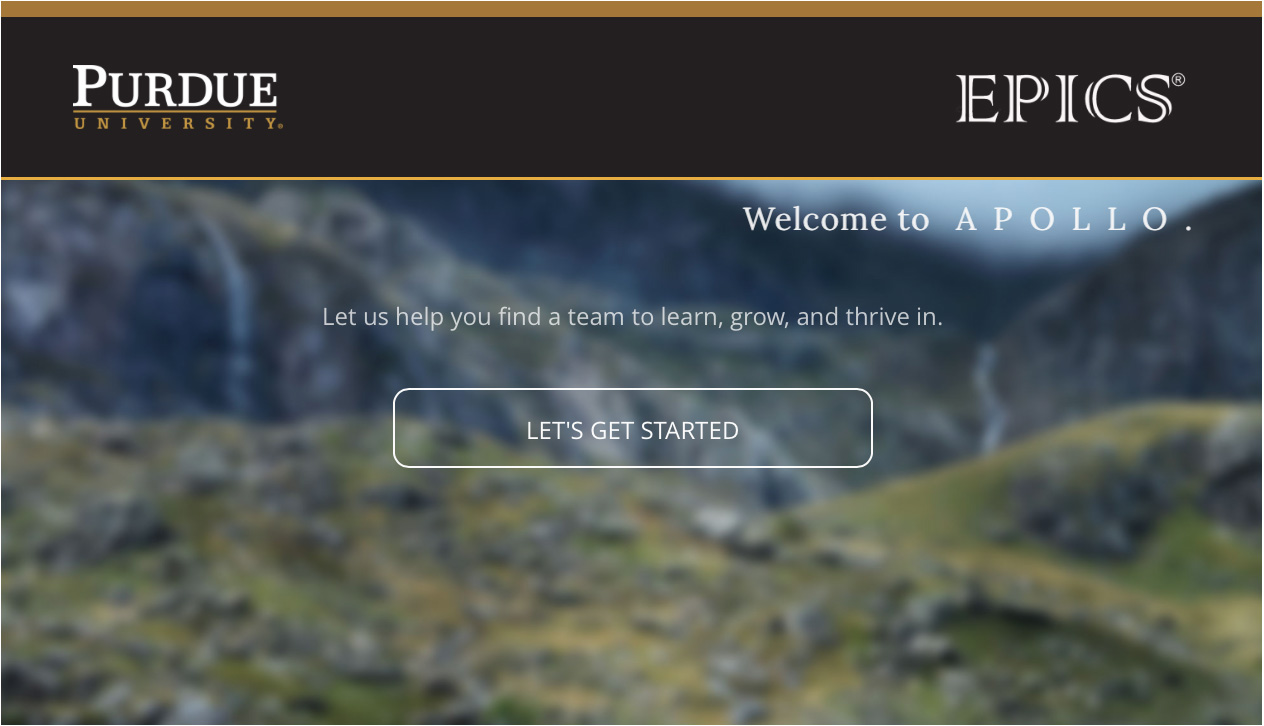 PURDUE
UNIVERSITY®
EPICS®
Welcome to A P O L L O .
Let us help you find a team to learn, grow, and thrive in.
LET'S GET STARTED